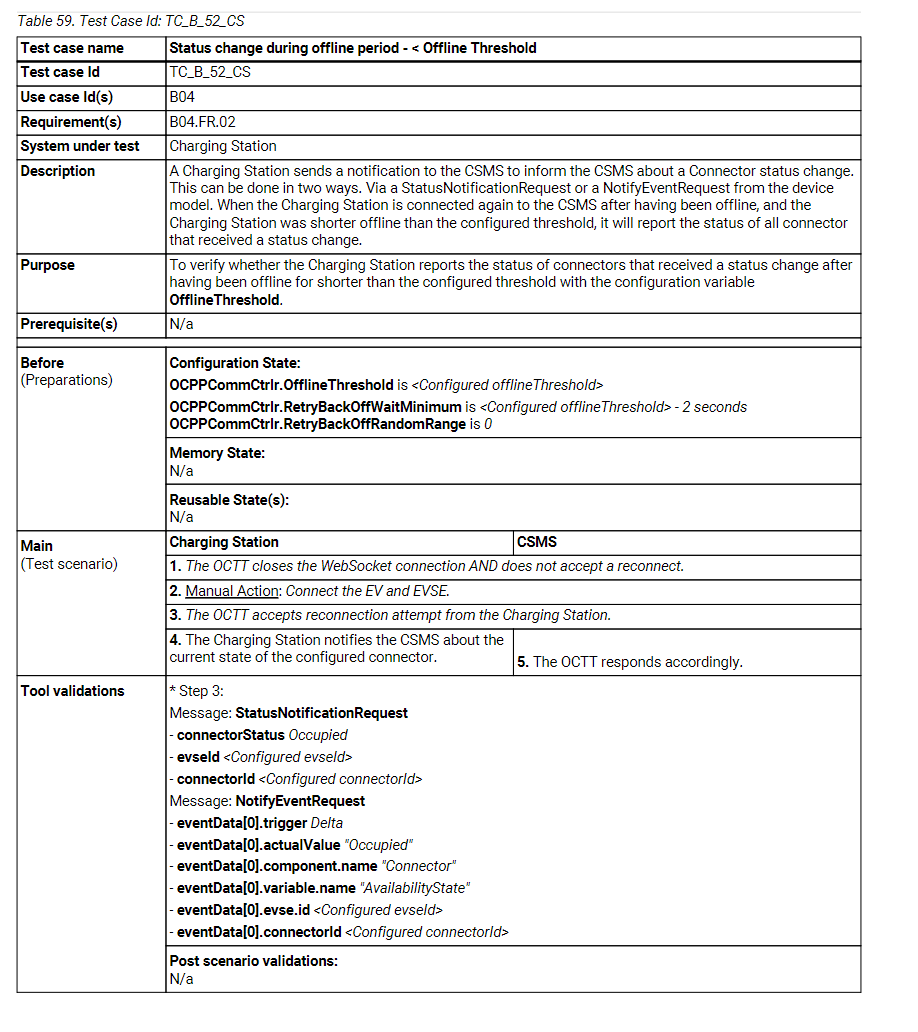 Table 59. Test Case Id: TC_B_52_CS
Test case name
Status change during offline period - < Offline Threshold
Test case Id
TC_B_52_CS
Use case Id(s)
B04
Requirement(s)
B04.FR.02
System under test
Charging Station
Description
A Charging Station sends a notification to the CSMS to inform the CSMS about a Connector status change.
This can be done in two ways. Via a StatusNotificationRequest or a NotifyEventRequest from the device
model. When the Charging Station is connected again to the CSMS after having been offline, and the
Charging Station was shorter offline than the configured threshold, it will report the status of all connector
that received a status change.
Purpose
To verify whether the Charging Station reports the status of connectors that received a status change after
having been offline for shorter than the configured threshold with the configuration variable
OfflineThreshold.
Prerequisite(s)
N/a
Before
(Preparations)
Configuration State:
OCPPCommCtrlr.OfflineThreshold is <Configured offlineThreshold>
OCPPCommCtrlr.RetryBackOffWaitMinimum is <Configured offlineThreshold> - 2 seconds
OCPPCommCtrlr.RetryBackOffRandomRange is 0
Memory State:
N/a
Reusable State(s):
N/a
Main
(Test scenario)
Charging Station
CSMS
1. The OCTT closes the WebSocket connection AND does not accept a reconnect.
2. Manual Action: Connect the EV and EVSE.
3. The OCTT accepts reconnection attempt from the Charging Station.
4. The Charging Station notifies the CSMS about the
current state of the configured connector.
5. The OCTT responds accordingly.
Tool validations
* Step 3:
Message: StatusNotificationRequest
- connectorStatus Occupied
- evseId <Configured evseId>
- connectorId <Configured connectorId>
Message: NotifyEventRequest
- eventData[0].trigger Delta
- eventData[0].actualValue "Occupied"
- eventData[0].component.name "Connector"
- eventData[0].variable.name "AvailabilityState"
- eventData[0].evse.id <Configured evseId>
- eventData[0].connectorId <Configured connectorId>
Post scenario validations:
N/a